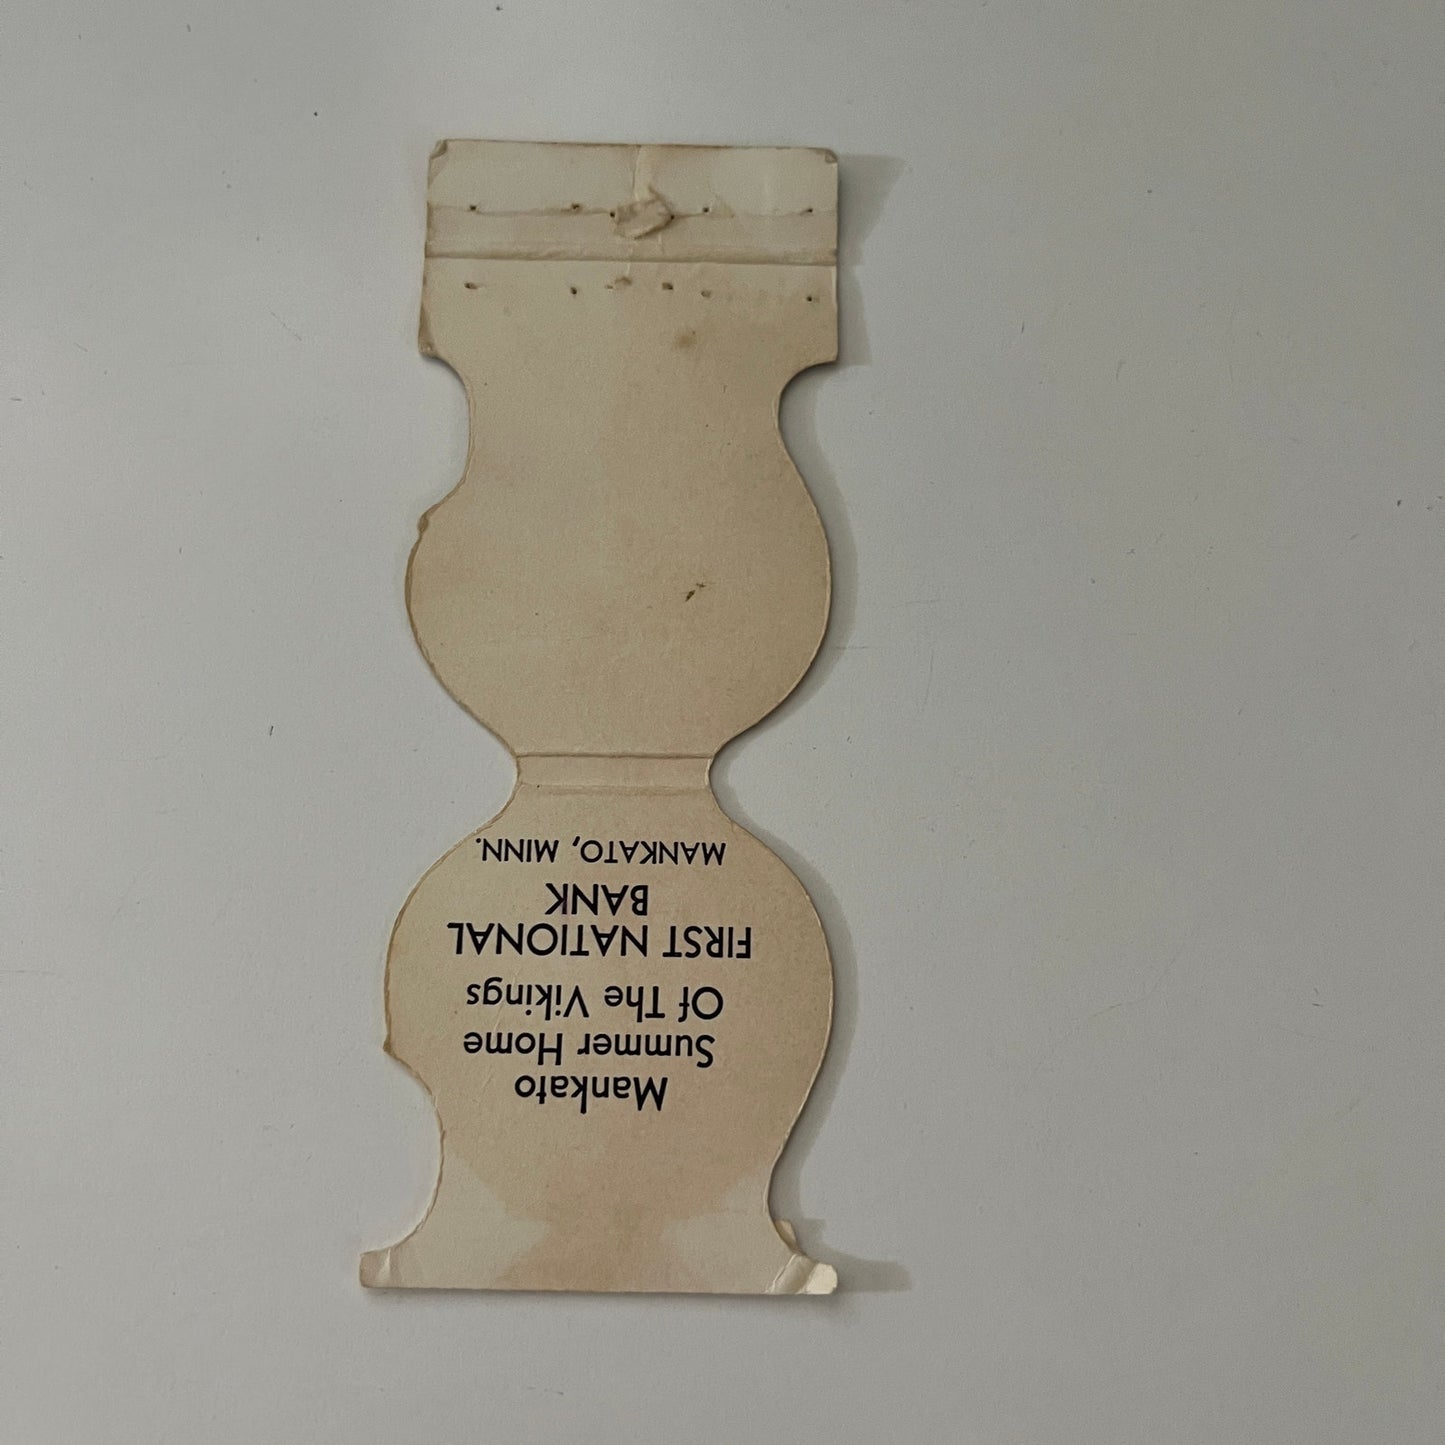 Mankato
Summer Home
Of The Vikings
FIRST NATIONAL
BANK
MANKATO, MINN.